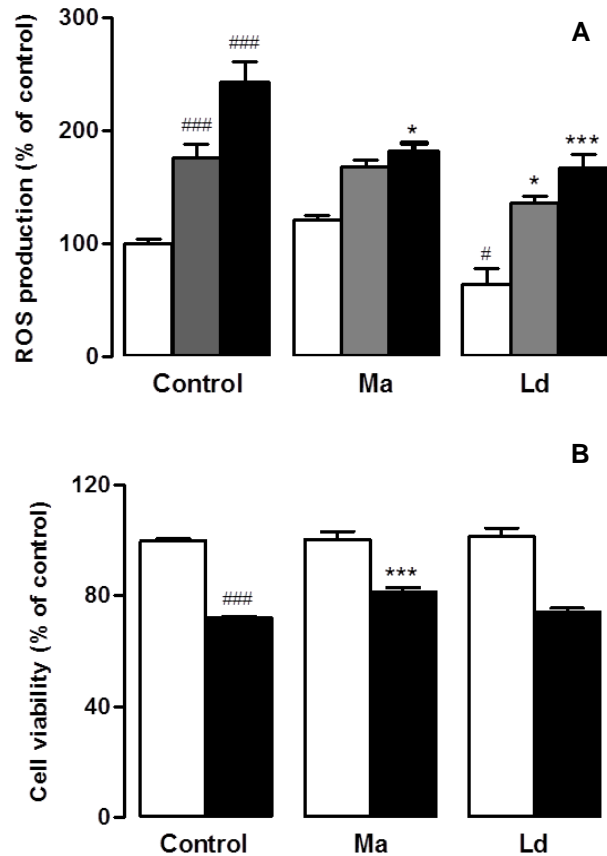 A
ROS production (% of control)
300
200
100
0
###
###
*
***
*
#
Control Ma Ld
B
Cell viability (% of control)
120
80
40
0
###
***
Control Ma Ld